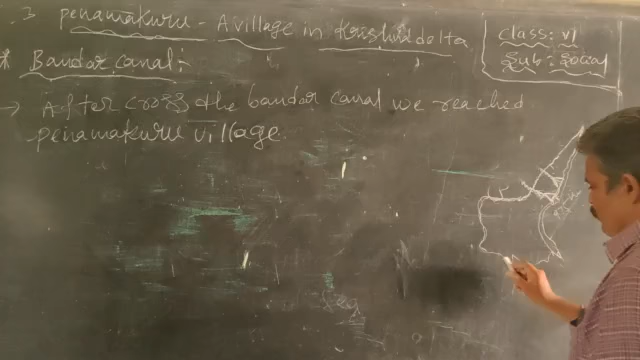 3 penamakuru - A village in Krishna delta
Class: VI
Sub: Social
* Bandar canal:-
→ After cross the bandar canal we reached
penamakuru village